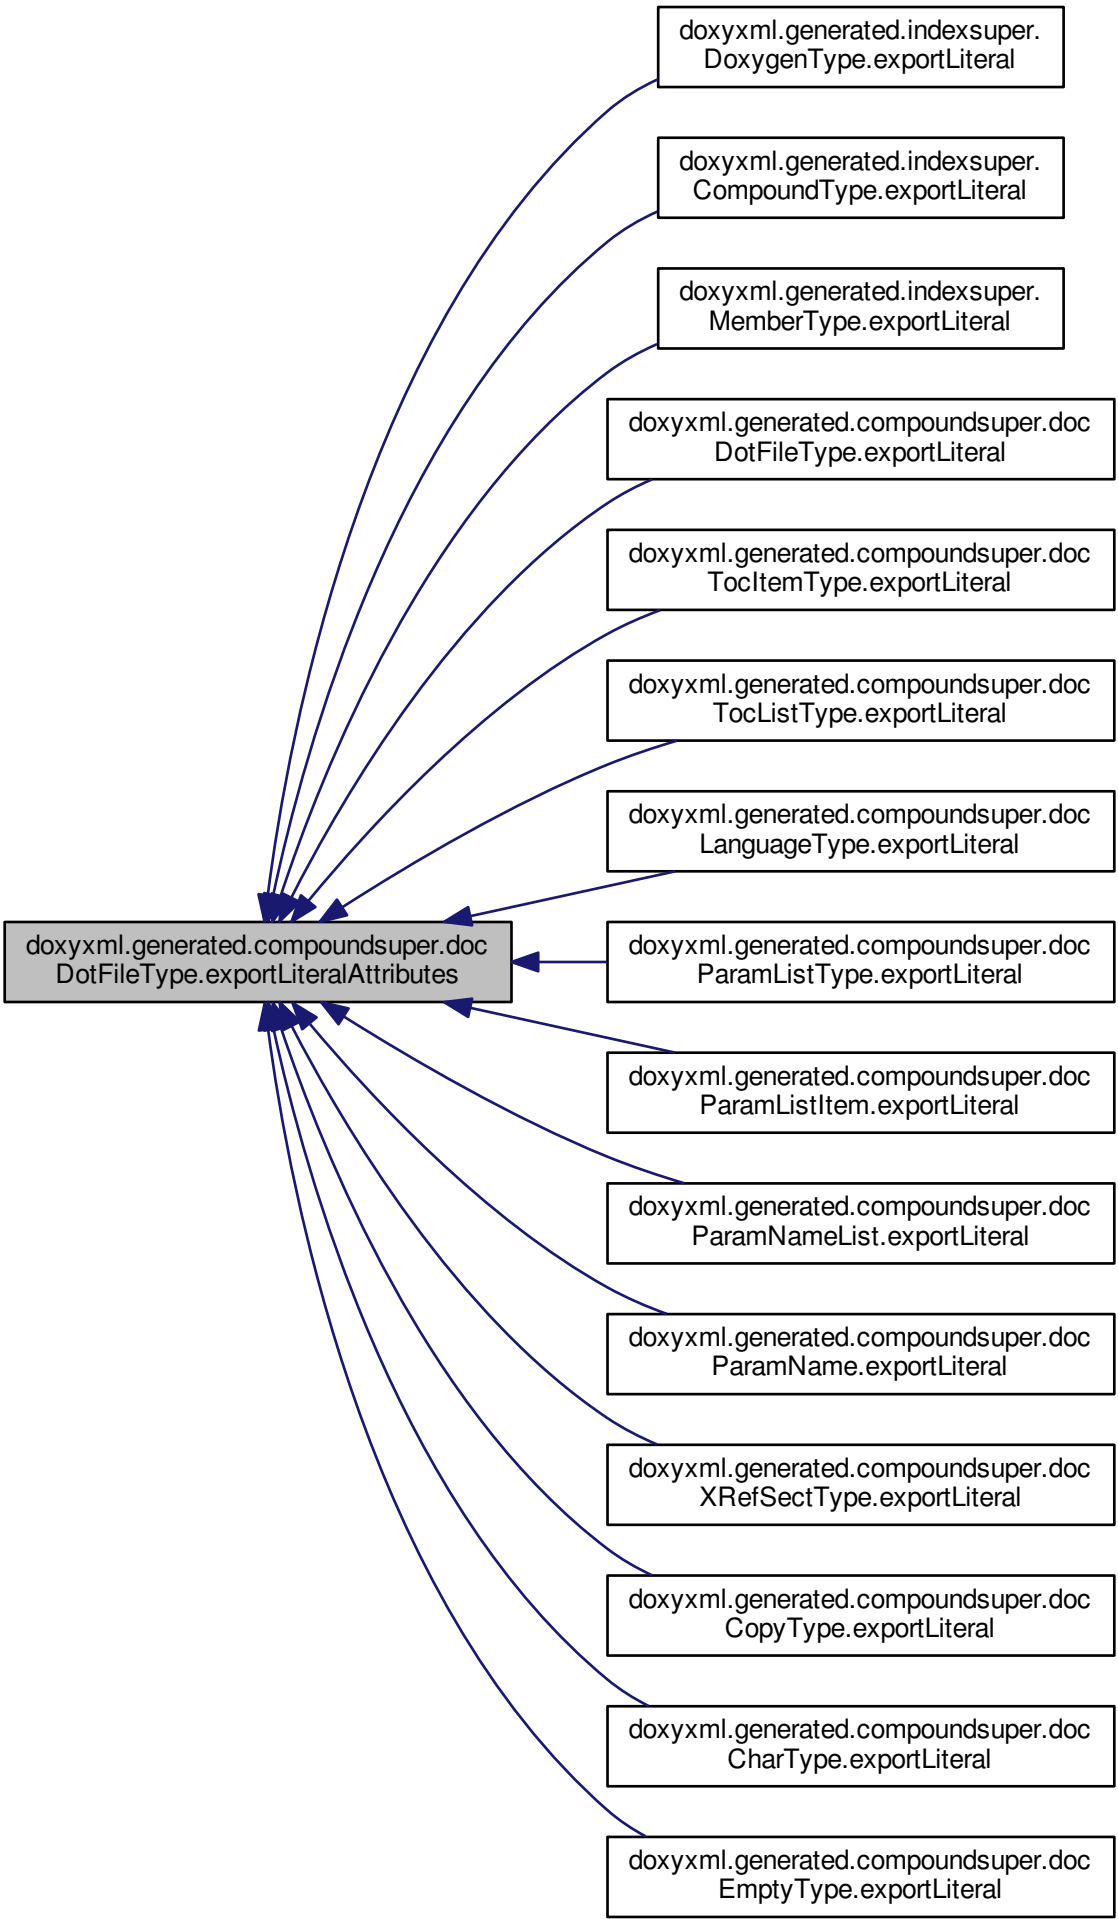 doxyxml.generated.indexsuper.
DoxygenType.exportLiteral
doxyxml.generated.indexsuper.
CompoundType.exportLiteral
doxyxml.generated.indexsuper.
MemberType.exportLiteral
doxyxml.generated.compoundsuper.doc
DotFileType.exportLiteral
doxyxml.generated.compoundsuper.doc
TocItemType.exportLiteral
doxyxml.generated.compoundsuper.doc
TocListType.exportLiteral
doxyxml.generated.compoundsuper.doc
LanguageType.exportLiteral
doxyxml.generated.compoundsuper.doc
DotFileType.exportLiteralAttributes
doxyxml.generated.compoundsuper.doc
ParamListType.exportLiteral
doxyxml.generated.compoundsuper.doc
ParamListItem.exportLiteral
doxyxml.generated.compoundsuper.doc
ParamNameList.exportLiteral
doxyxml.generated.compoundsuper.doc
ParamName.exportLiteral
doxyxml.generated.compoundsuper.doc
XRefSectType.exportLiteral
doxyxml.generated.compoundsuper.doc
CopyType.exportLiteral
doxyxml.generated.compoundsuper.doc
CharType.exportLiteral
doxyxml.generated.compoundsuper.doc
EmptyType.exportLiteral